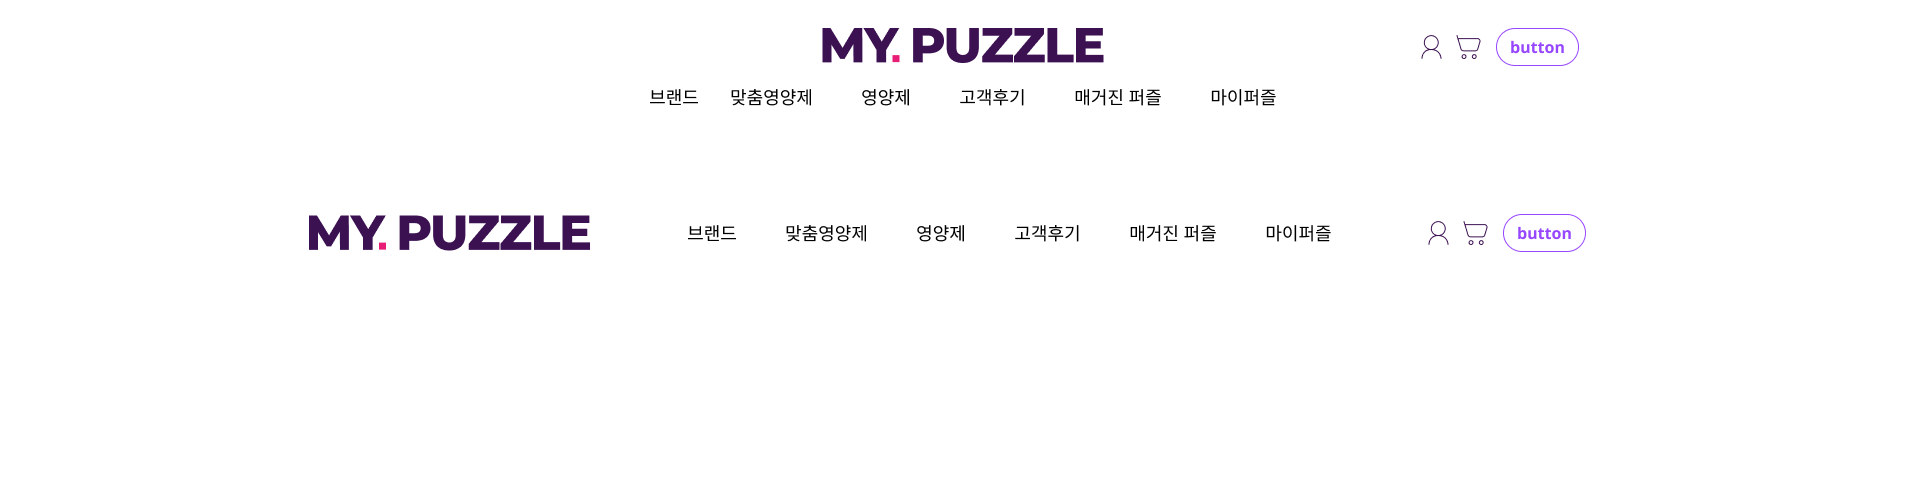 MY. PUZZLE
button
브랜드 맞춤영양제 영양제 고객후기 매거진 퍼즐 마이퍼즐
MY. PUZZLE 브랜드 맞춤영양제 영양제 고객후기 매거진 퍼즐 마이퍼즐 button